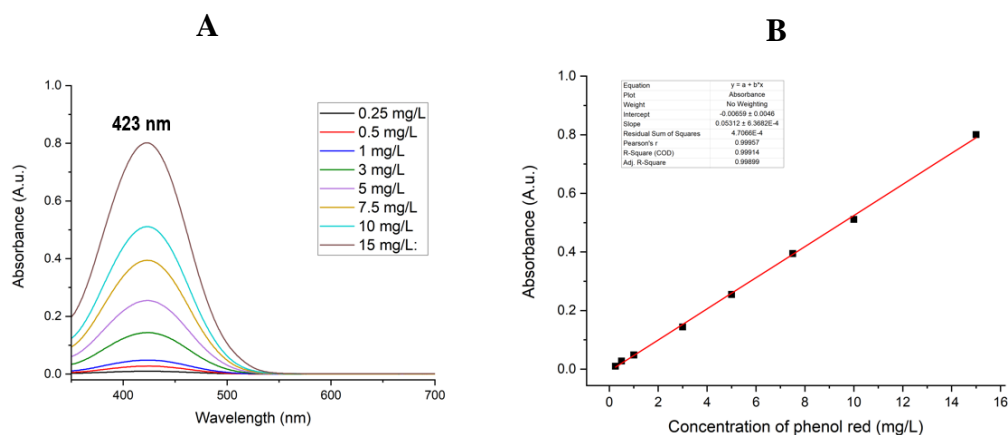 A
423 nm
0.25 mg/L
0.5 mg/L
1 mg/L
3 mg/L
5 mg/L
7.5 mg/L
10 mg/L
15 mg/L:
Absorbance (A.u.)
1.0
0.8
0.6
0.4
0.2
0.0
400 500 600 700
Wavelength (nm)
B
Equation y = a + b*x
Plot Absorbance
Weight No Weighting
Intercept -0.00659 ± 0.0046
Slope 0.05312 ± 6.3682E-4
Residual Sum of Squares 4.7066E-4
Pearson's r 0.99957
R-Square (COD) 0.99914
Adj. R-Square 0.99899
Absorbance (A.u.)
1.0
0.8
0.6
0.4
0.2
0.0
0 2 4 6 8 10 12 14 16
Concentration of phenol red (mg/L)